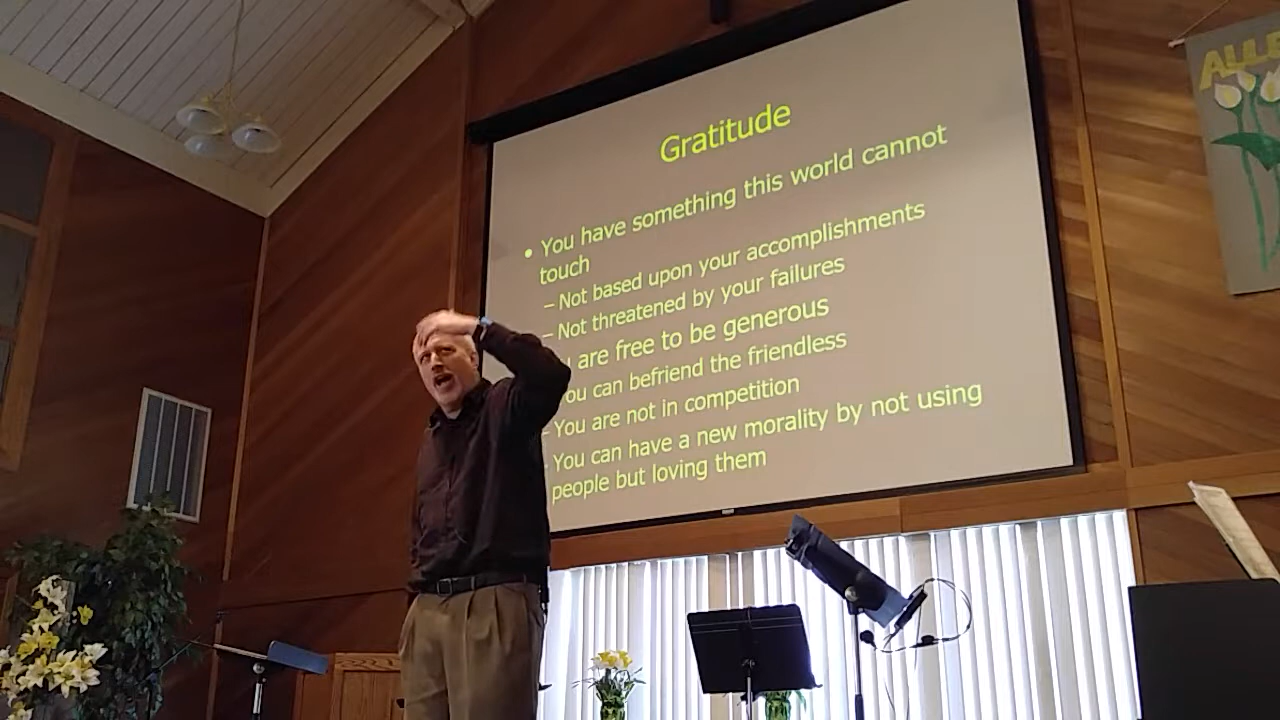 Gratitude
• You have something this world cannot
touch
– Not based upon your accomplishments
– Not threatened by your failures
are free to be generous
can befriend the friendless
– You are not in competition
You can have a new morality by not using
people but loving them